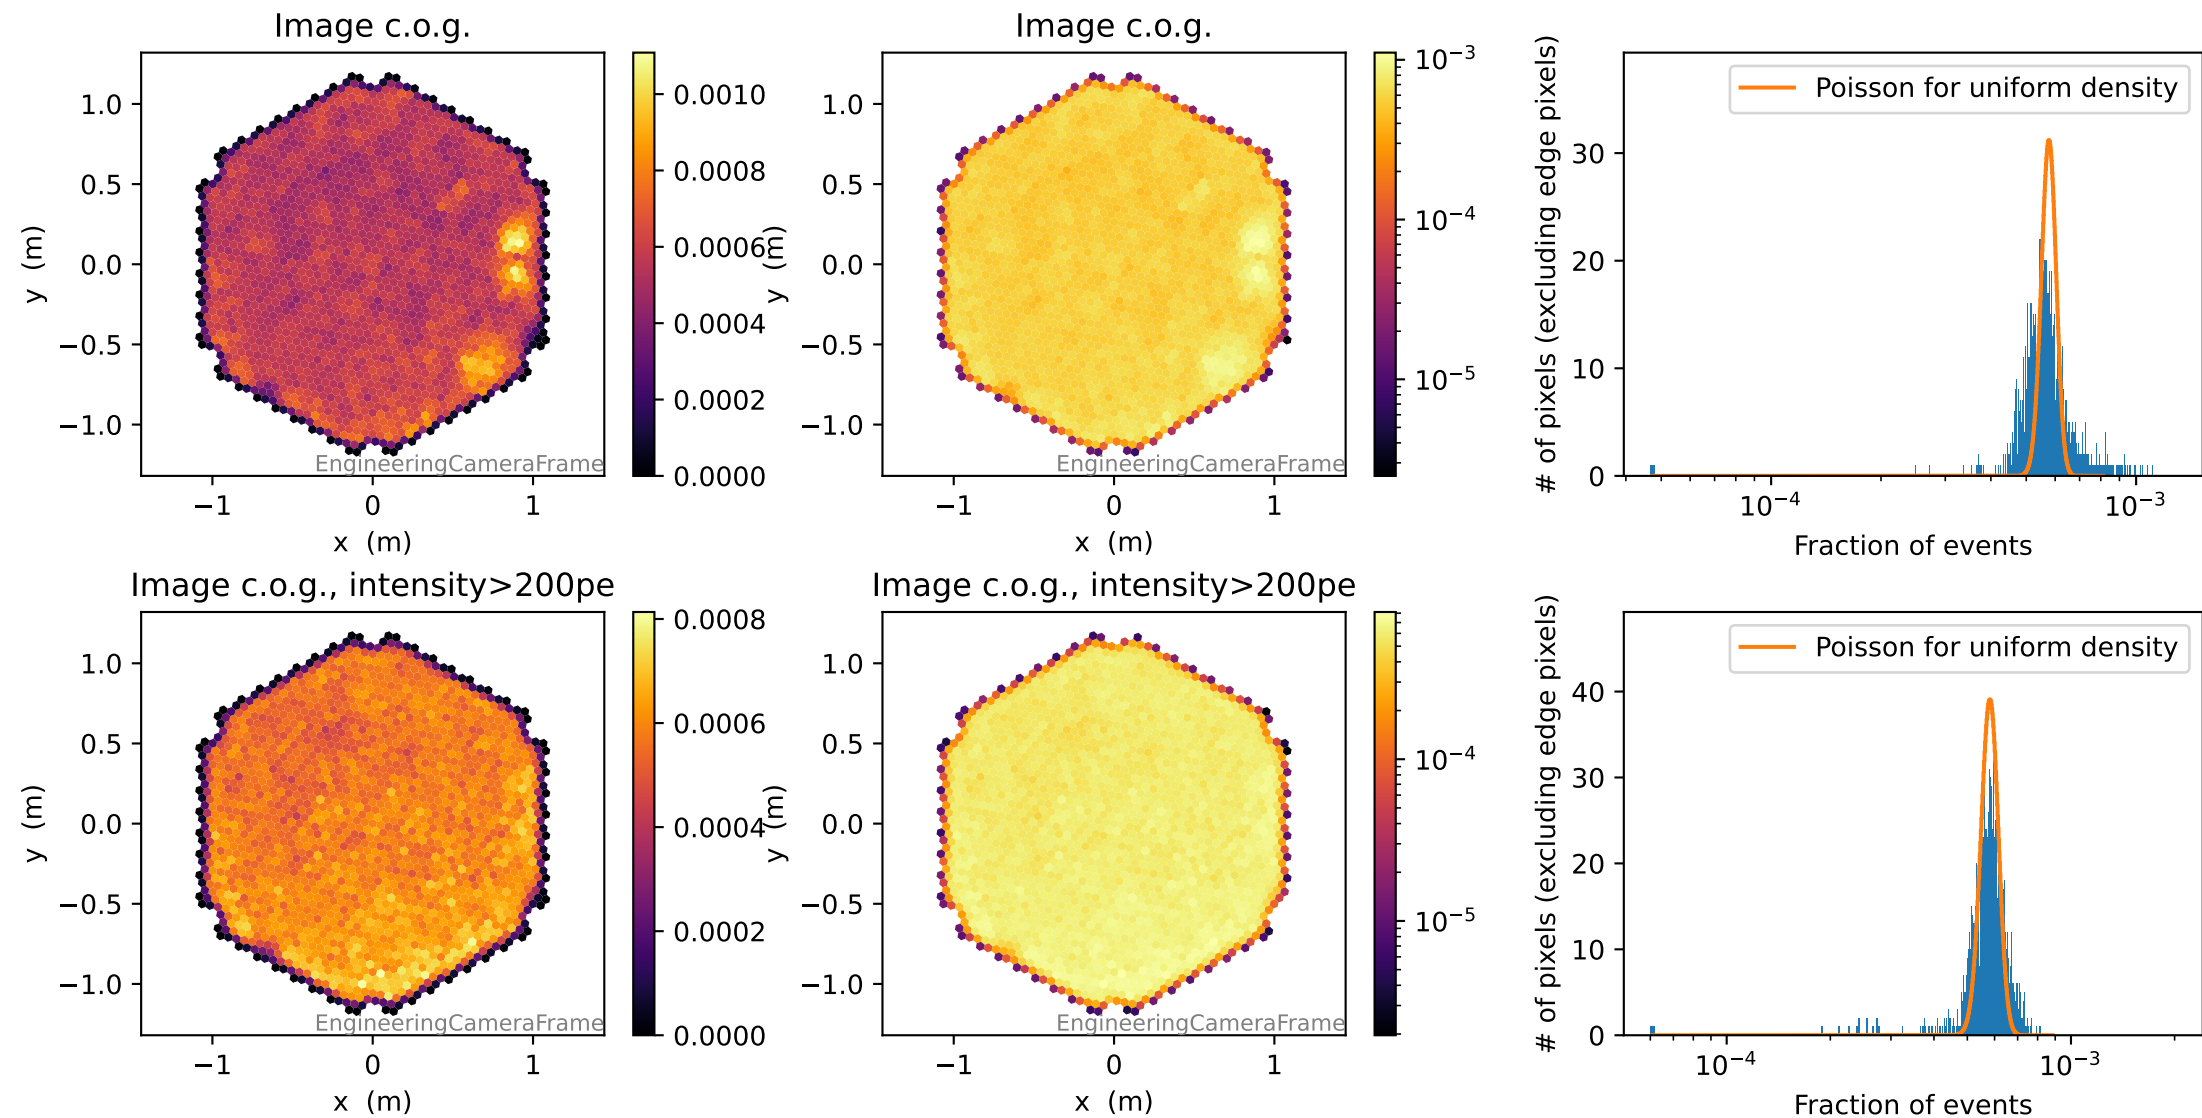 Image c.o.g.
1.0
0.5
0.0
−0.5
−1.0
y (m)
−1
0
1
x (m)
EngineeringCameraFrame
0.0010
0.0008
0.0006
0.0004
0.0002
0.0000
Image c.o.g.
1.0
0.5
0.0
−0.5
−1.0
y (m)
−1
0
1
x (m)
EngineeringCameraFrame
10⁻³
10⁻⁴
10⁻⁵
Poisson for uniform density
30
20
10
0
# of pixels (excluding edge pixels)
10⁻⁴
10⁻³
Fraction of events
Image c.o.g., intensity>200pe
1.0
0.5
0.0
−0.5
−1.0
y (m)
−1
0
1
x (m)
EngineeringCameraFrame
0.0008
0.0006
0.0004
0.0002
0.0000
Image c.o.g., intensity>200pe
1.0
0.5
0.0
−0.5
−1.0
y (m)
−1
0
1
x (m)
EngineeringCameraFrame
10⁻⁴
10⁻⁵
Poisson for uniform density
40
30
20
10
0
# of pixels (excluding edge pixels)
10⁻⁴
10⁻³
Fraction of events